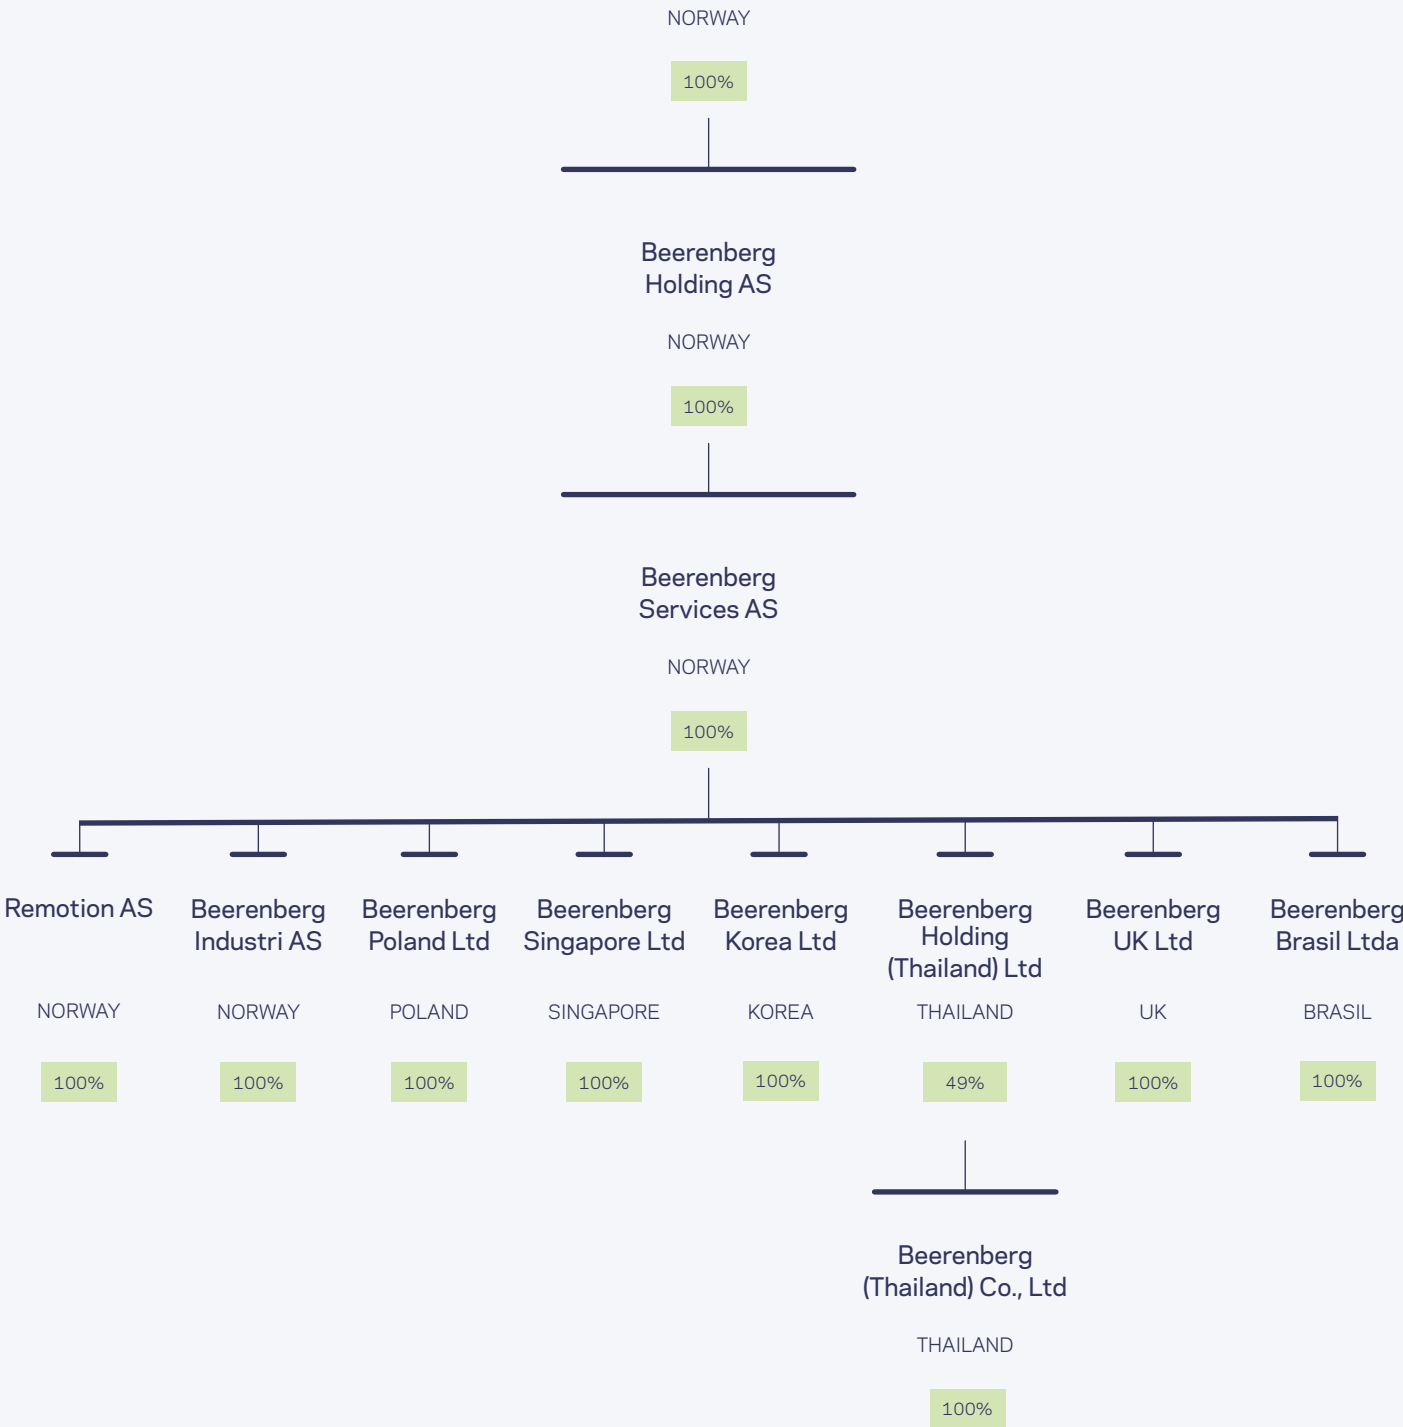 NORWAY
100%
Beerenberg
Holding AS
NORWAY
100%
Beerenberg
Services AS
NORWAY
100%
Remotion AS
NORWAY
100%
Beerenberg
Industri AS
NORWAY
100%
Beerenberg
Poland Ltd
POLAND
100%
Beerenberg
Singapore Ltd
SINGAPORE
100%
Beerenberg
Korea Ltd
KOREA
100%
Beerenberg
Holding
(Thailand) Ltd
THAILAND
49%
Beerenberg
(Thailand) Co., Ltd
THAILAND
100%
Beerenberg
UK Ltd
UK
100%
Beerenberg
Brasil Ltda
BRASIL
100%